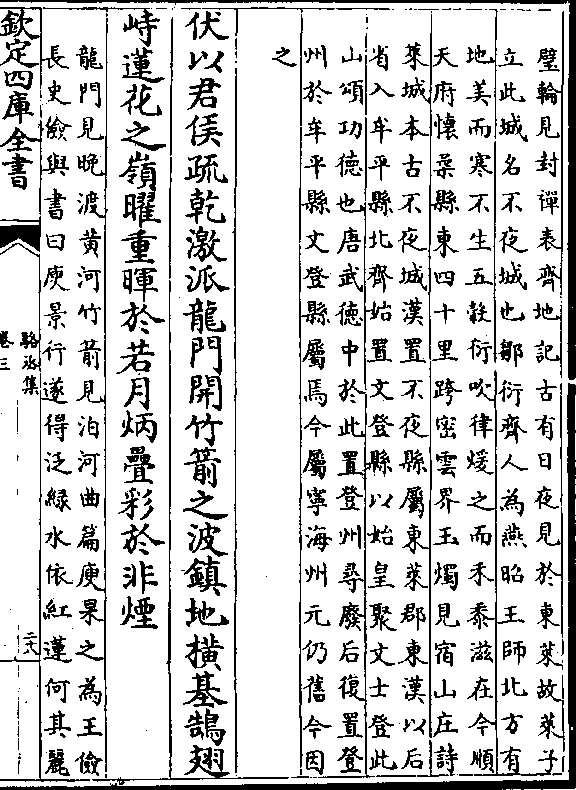 璧輪見封禪表齊地記古有日夜見於東萊故萊子
立此城名不夜城也鄒衍齊人為燕昭王師北方有
地美而寒不生五穀衍吹律煖之而禾黍滋在今順
天府懷柔縣東四十里跨密雲界玉燭見宿山庄詩
萊城本古不夜城漢置不夜縣屬東萊郡東漢以后
省入牟平縣北齊始置文登縣以始皇聚文士登此
山頌功德也唐武德中於此置登州尋廢后復置登
州於牟平縣文登縣屬焉今屬寧海州元仍舊今因
之
伏以君侯疏乾激派龍門開竹箭之波鎮地横基鵠翅
峙蓮花之嶺曜重暉於若月炳疊彩於非煙
龍門見晚渡黄河竹箭見泊河曲篇庾杲之為王儉
長史儉與書曰庾景行遂得泛緑水依紅蓮何其麗
欽定四庫全書
駱丞集
卷三
二八